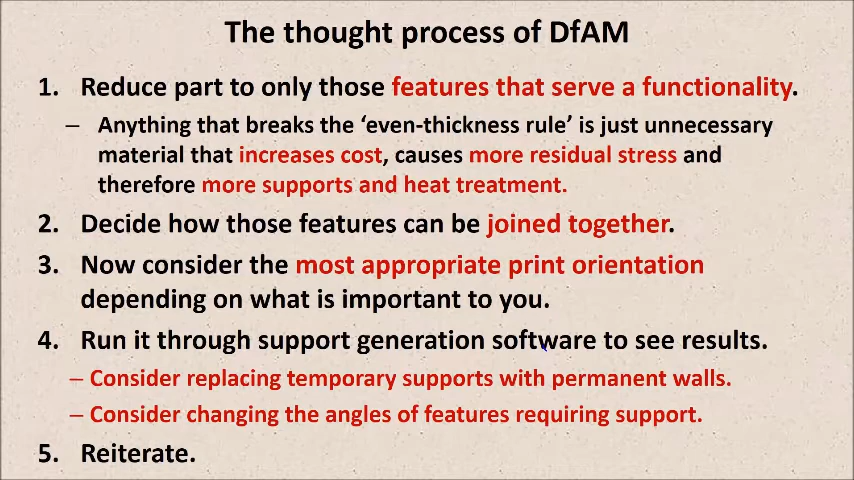 The thought process of DfAM
1. Reduce part to only those features that serve a functionality.
– Anything that breaks the ‘even-thickness rule’ is just unnecessary
material that increases cost, causes more residual stress and
therefore more supports and heat treatment.
2. Decide how those features can be joined together.
3. Now consider the most appropriate print orientation
depending on what is important to you.
4. Run it through support generation software to see results.
– Consider replacing temporary supports with permanent walls.
– Consider changing the angles of features requiring support.
5. Reiterate.